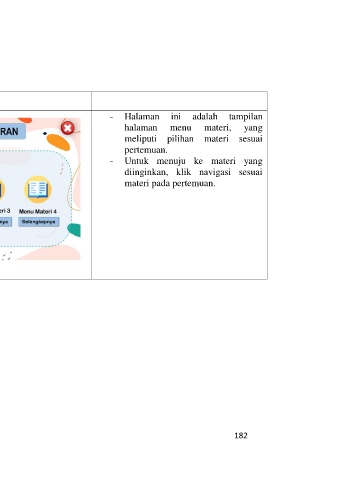 RAN
eri 3 Menu Materi 4
nya Selengkapnya
- Halaman ini adalah tampilan
halaman menu materi, yang
meliputi pilihan materi sesuai
pertemuan.
- Untuk menuju ke materi yang
diinginkan, klik navigasi sesuai
materi pada pertemuan.
182